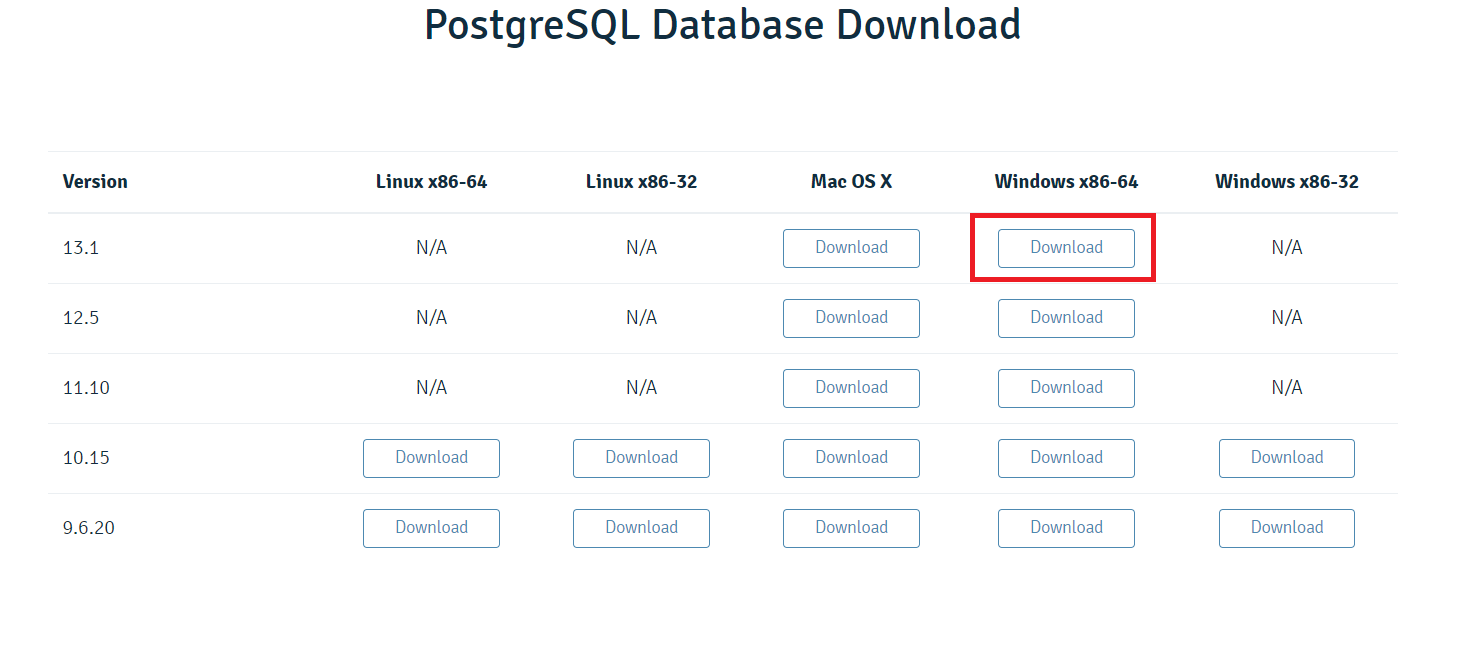 PostgreSQL Database Download
Version Linux x86-64 Linux x86-32 Mac OS X Windows x86-64 Windows x86-32
13.1 N/A N/A Download Download N/A
12.5 N/A N/A Download Download N/A
11.10 N/A N/A Download Download N/A
10.15 Download Download Download Download Download
9.6.20 Download Download Download Download Download